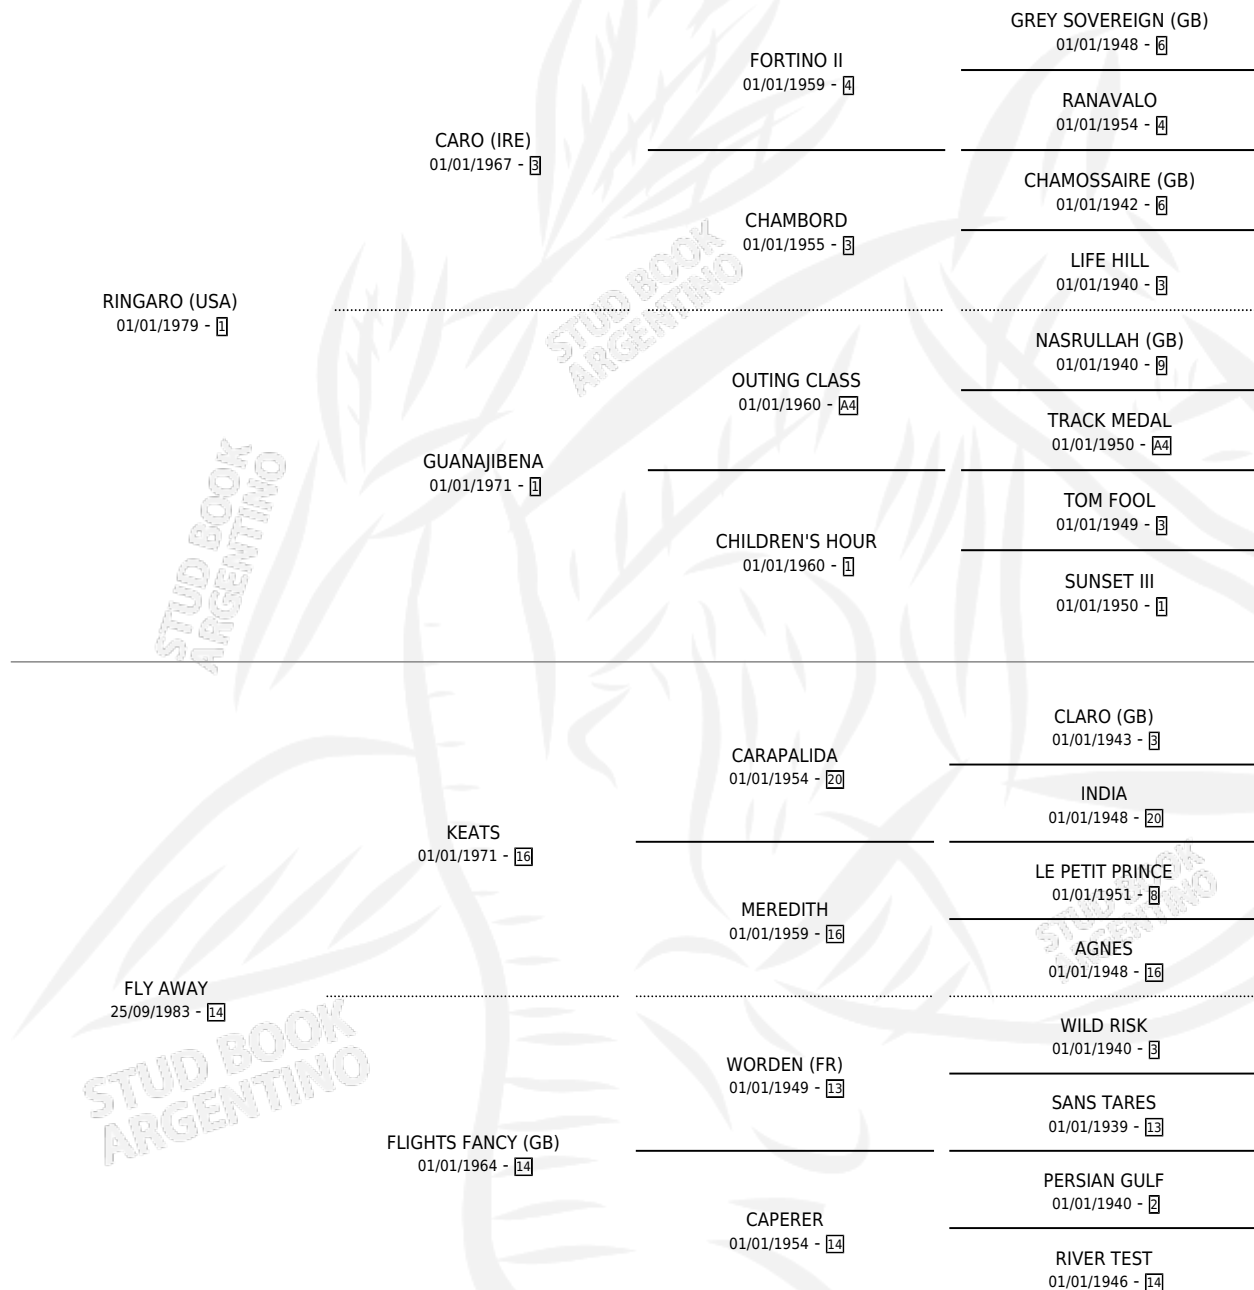 GREY SOVEREIGN (GB)
01/01/1948 - 6
FORTINO II
01/01/1959 - 4
RANAVALO
01/01/1954 - 4
CARO (IRE)
01/01/1967 - 3
CHAMOSSAIRE (GB)
01/01/1942 - 6
CHAMBORD
01/01/1955 - 3
LIFE HILL
01/01/1940 - 3
RINGARO (USA)
01/01/1979 - 1
NASRULLAH (GB)
01/01/1940 - 9
OUTING CLASS
01/01/1960 - A4
TRACK MEDAL
01/01/1950 - A4
GUANAJIBENA
01/01/1971 - 1
TOM FOOL
01/01/1949 - 3
CHILDREN'S HOUR
01/01/1960 - 1
SUNSET III
01/01/1950 - 1
CLARO (GB)
01/01/1943 - 3
CARAPALIDA
01/01/1954 - 20
INDIA
01/01/1948 - 20
KEATS
01/01/1971 - 16
LE PETIT PRINCE
01/01/1951 - 8
MEREDITH
01/01/1959 - 16
AGNES
01/01/1948 - 16
FLY AWAY
25/09/1983 - 14
WILD RISK
01/01/1940 - 3
WORDEN (FR)
01/01/1949 - 13
SANS TARES
01/01/1939 - 13
FLIGHTS FANCY (GB)
01/01/1964 - 14
PERSIAN GULF
01/01/1940 - 2
CAPERER
01/01/1954 - 14
RIVER TEST
01/01/1946 - 14
STUD BOOK
ARGENTINO
STUD BOOK
ARGENTINO
STUD BOOK
ARGENTINO
STUD BOOK
ARGENTINO